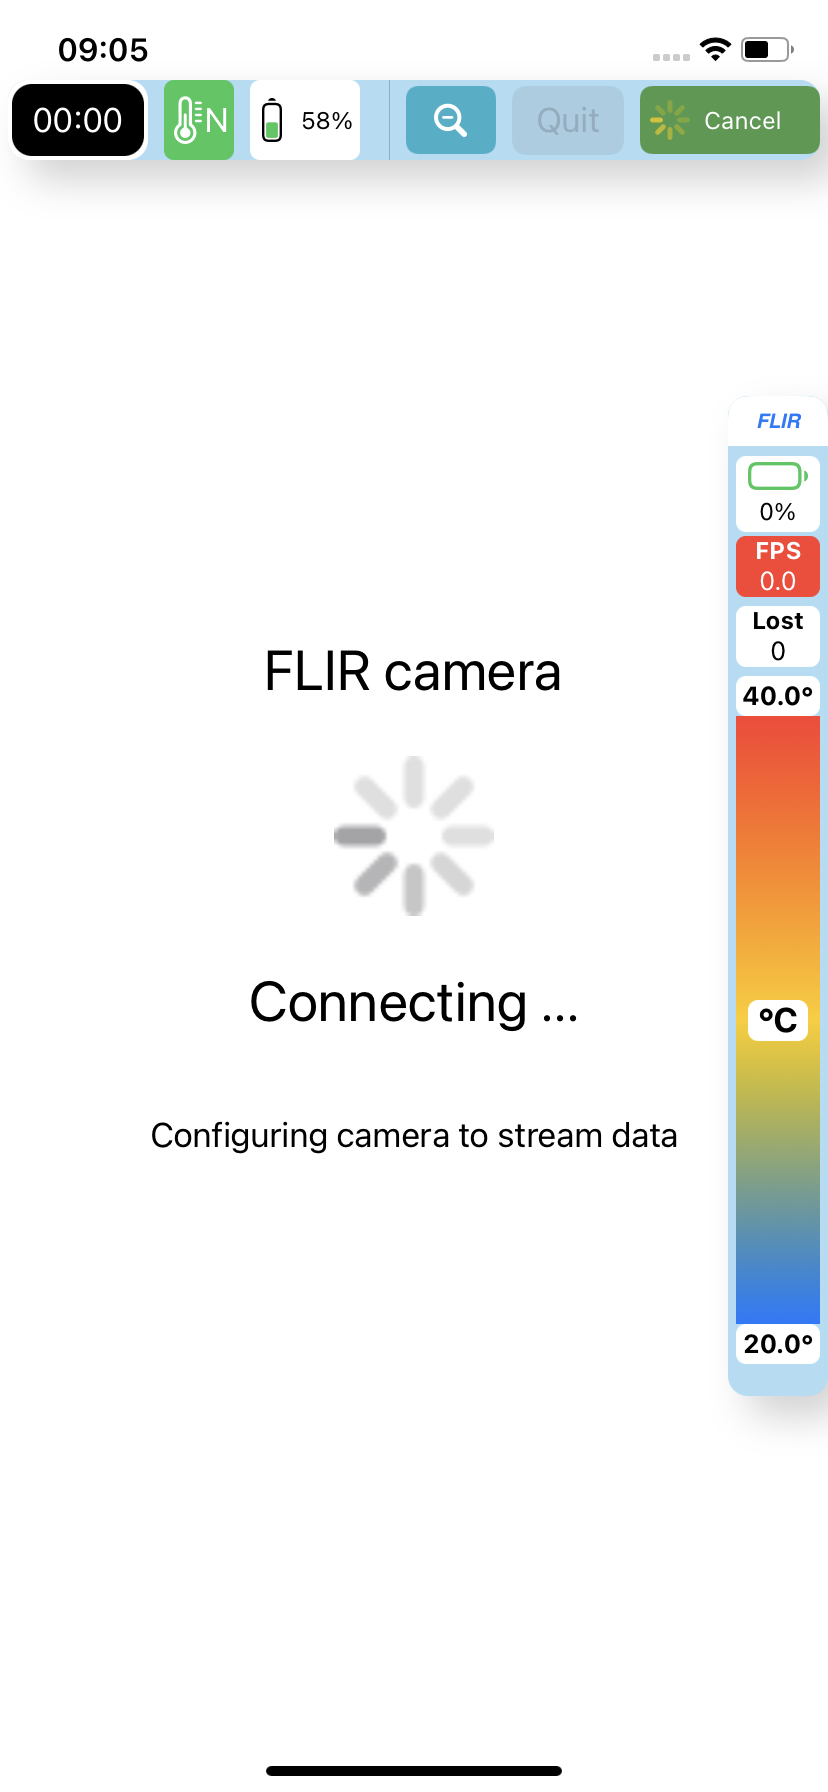 09:05
00:00
N
58%
Quit
Cancel
FLIR
0%
FPS
0.0
Lost
0
40.0°
FLIR camera
°C
Connecting ...
Configuring camera to stream data
20.0°